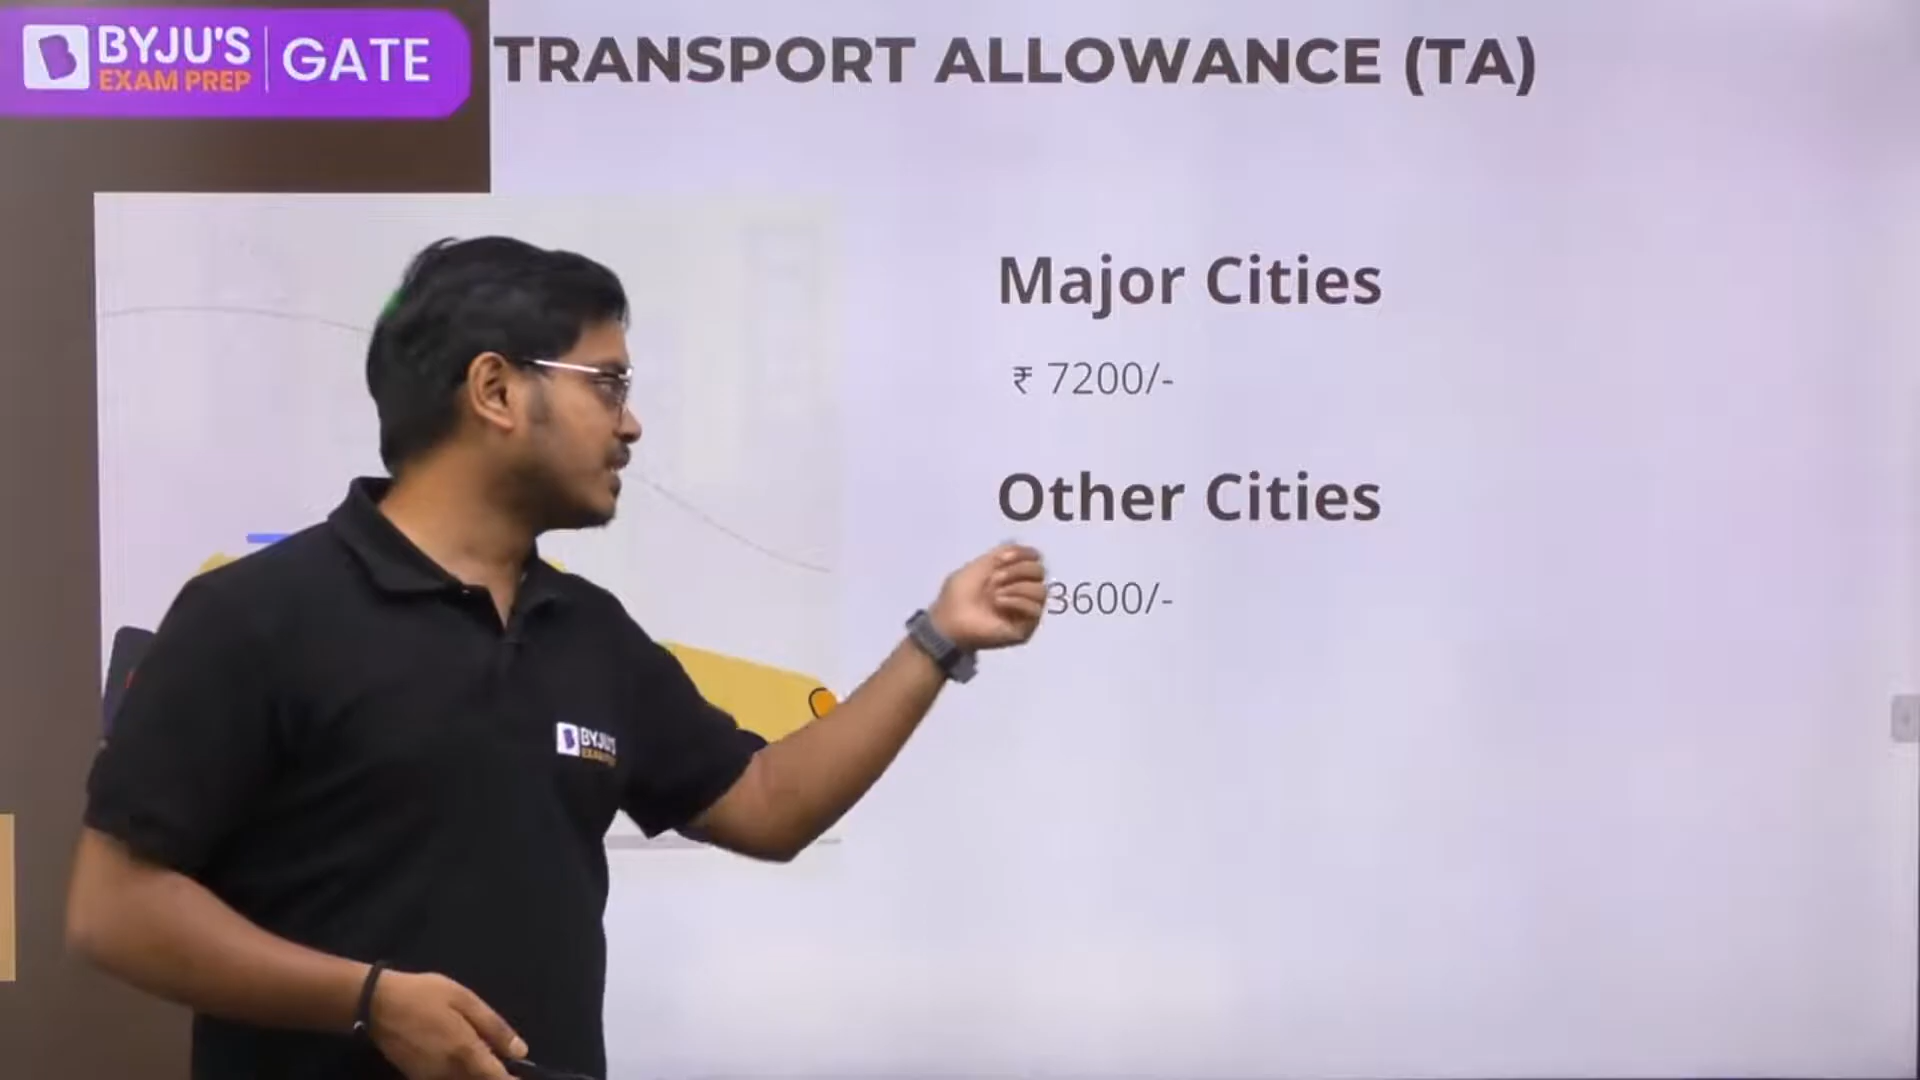 BYJU'S
EXAM PREP
GATE
TRANSPORT ALLOWANCE (TA)
Major Cities
₹ 7200/-
Other Cities
3600/-
BYJU'S